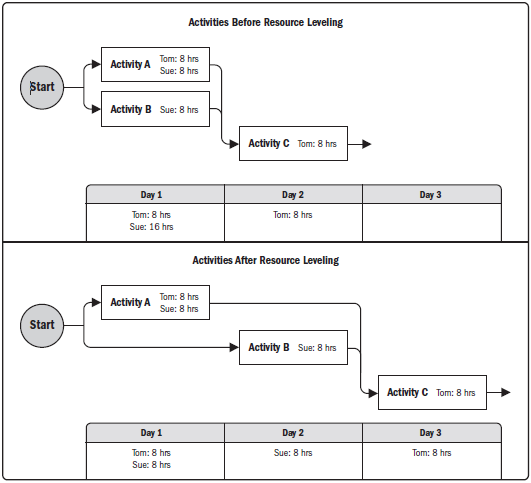 Activities Before Resource Leveling
Start
Activity A
Tom: 8 hrs
Sue: 8 hrs
Activity B Sue: 8 hrs
Activity C Tom: 8 hrs
Day 1 Day 2 Day 3
Tom: 8 hrs Tom: 8 hrs
Sue: 16 hrs
Activities After Resource Leveling
Start
Activity A
Tom: 8 hrs
Sue: 8 hrs
Activity B Sue: 8 hrs
Activity C Tom: 8 hrs
Day 1 Day 2 Day 3
Tom: 8 hrs Sue: 8 hrs Tom: 8 hrs
Sue: 8 hrs